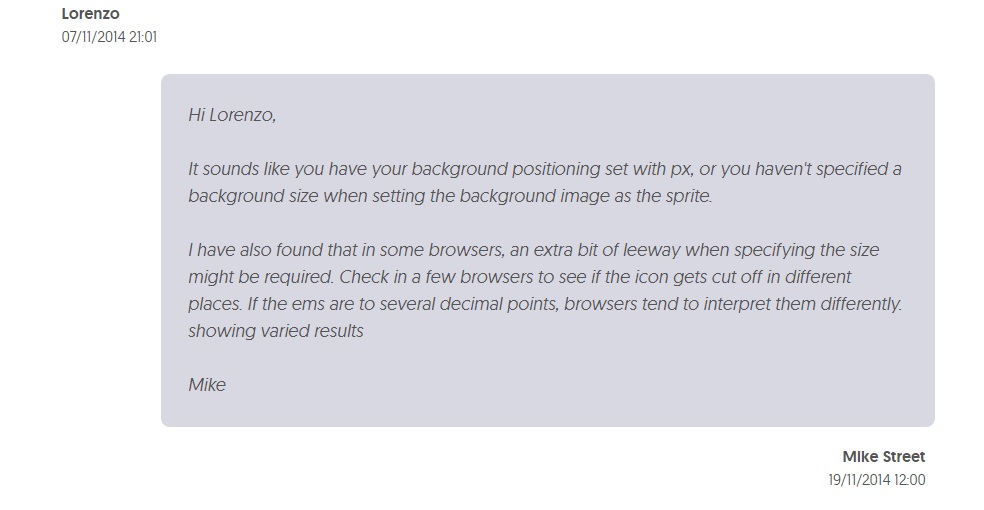 Lorenzo
07/11/2014 21:01
Hi Lorenzo,
It sounds like you have your background positioning set with px, or you haven't specified a
background size when setting the background image as the sprite.
I have also found that in some browsers, an extra bit of leeway when specifying the size
might be required. Check in a few browsers to see if the icon gets cut off in different
places. If the ems are to several decimal points, browsers tend to interpret them differently.
showing varied results
Mike
Mike Street
19/11/2014 12:00